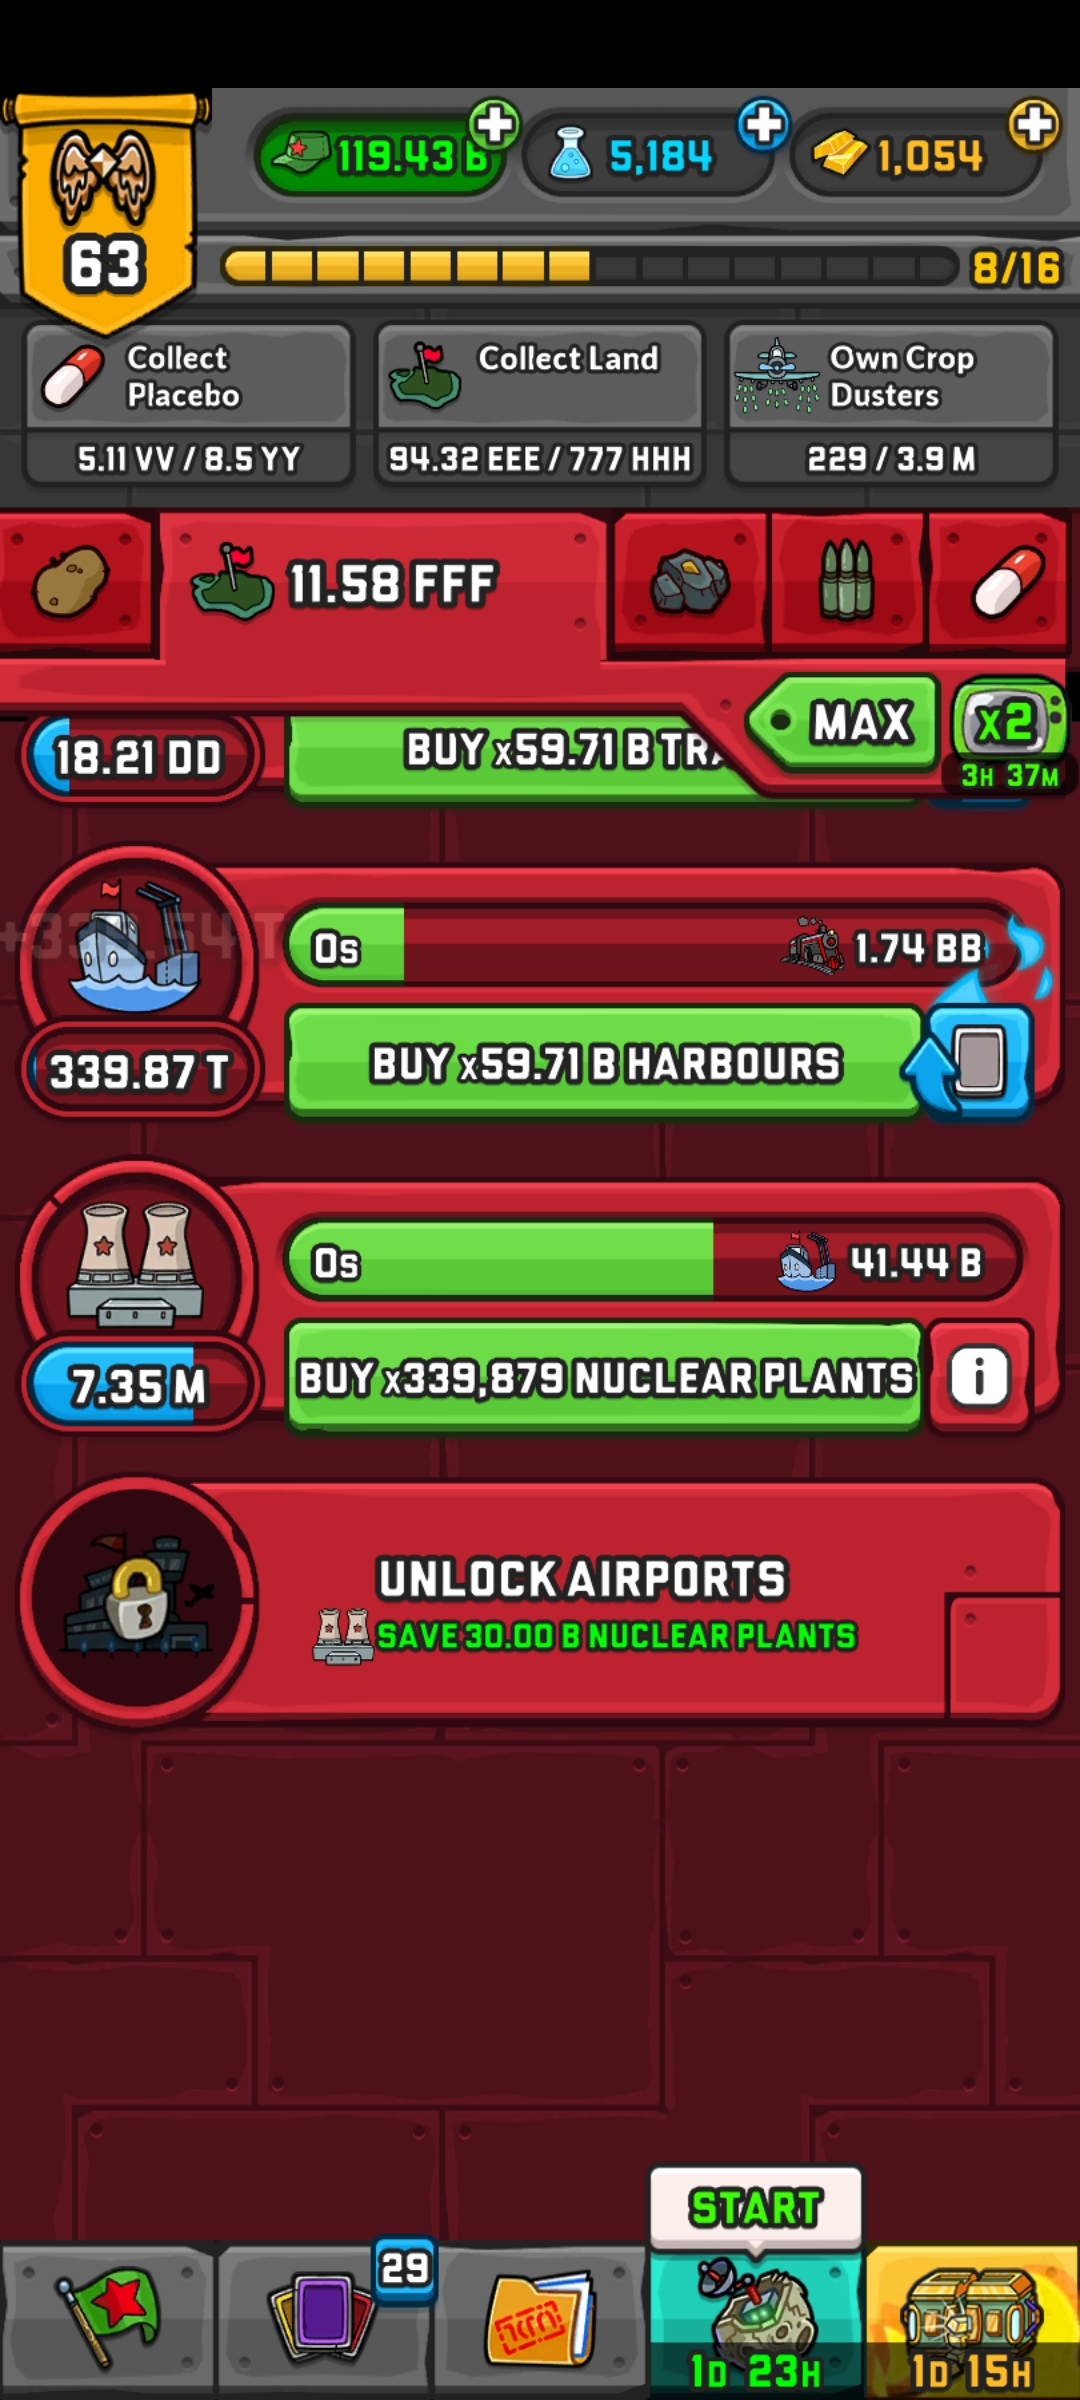 119.43 B
5,184
1,054
63
8/16
Collect Placebo
5.11 VV / 8.5 YY
Collect Land
94.32 EEE / 777 HHH
Own Crop Dusters
229 / 3.9 M
11.58 FFF
MAX
x2
3H 37M
18.21 DD
BUY x59.71 B
0s
1.74 BB
339.87 T
BUY x59.71 B HARBOURS
0s
41.44 B
7.35 M
BUY x339,879 NUCLEAR PLANTS
i
UNLOCK AIRPORTS
SAVE 30.00 B NUCLEAR PLANTS
START
29
1D 23H
1D 15H